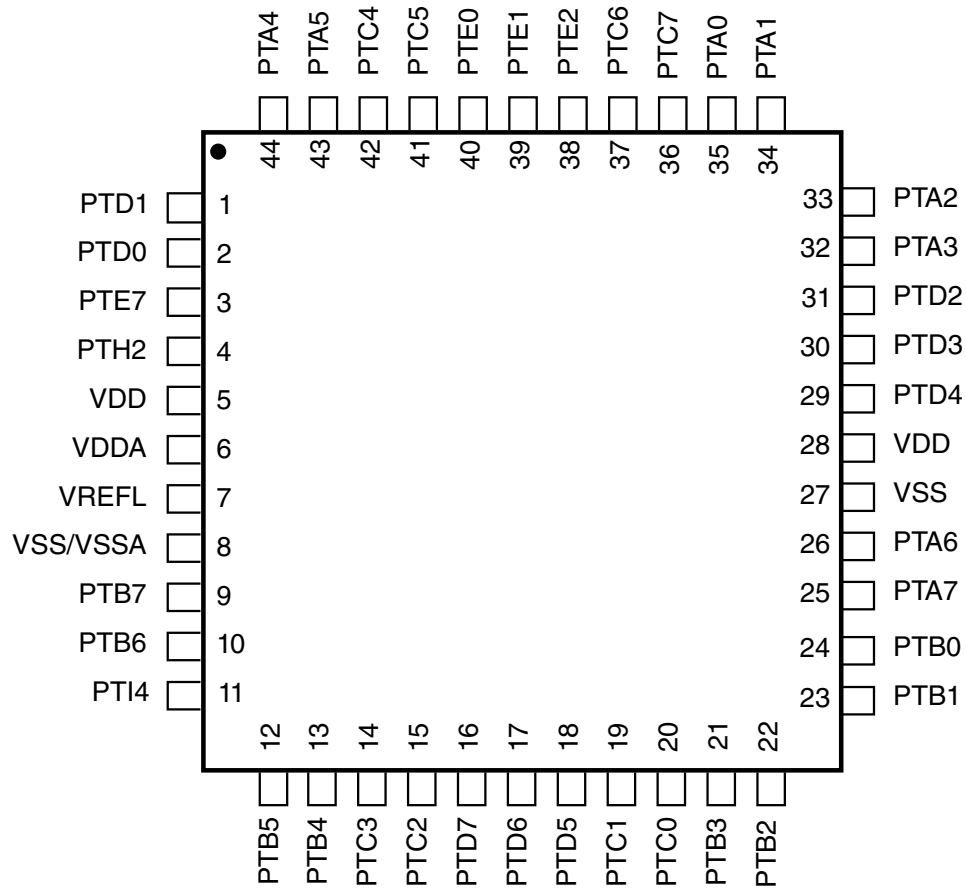 PTA4 PTA5 PTC4 PTC5 PTE0 PTE1 PTE2 PTC6 PTC7 PTA0 PTA1
44 43 42 41 40 39 38 37 36 35 34
PTD1 1 33 PTA2
PTD0 2 32 PTA3
PTE7 3 31 PTD2
PTH2 4 30 PTD3
VDD 5 29 PTD4
VDDA 6 28 VDD
VREFL 7 27 VSS
VSS/VSSA 8 26 PTA6
PTB7 9 25 PTA7
PTB6 10 24 PTB0
PTI4 11 23 PTB1
12 13 14 15 16 17 18 19 20 21 22
PTB5 PTB4 PTC3 PTC2 PTD7 PTD6 PTD5 PTC1 PTC0 PTB3 PTB2